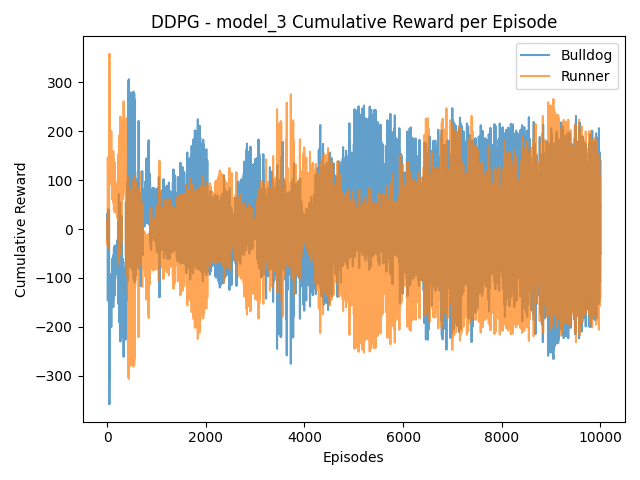 DDPG - model_3 Cumulative Reward per Episode
Bulldog
Runner
300
200
100
0
−100
−200
−300
Cumulative Reward
0 2000 4000 6000 8000 10000
Episodes